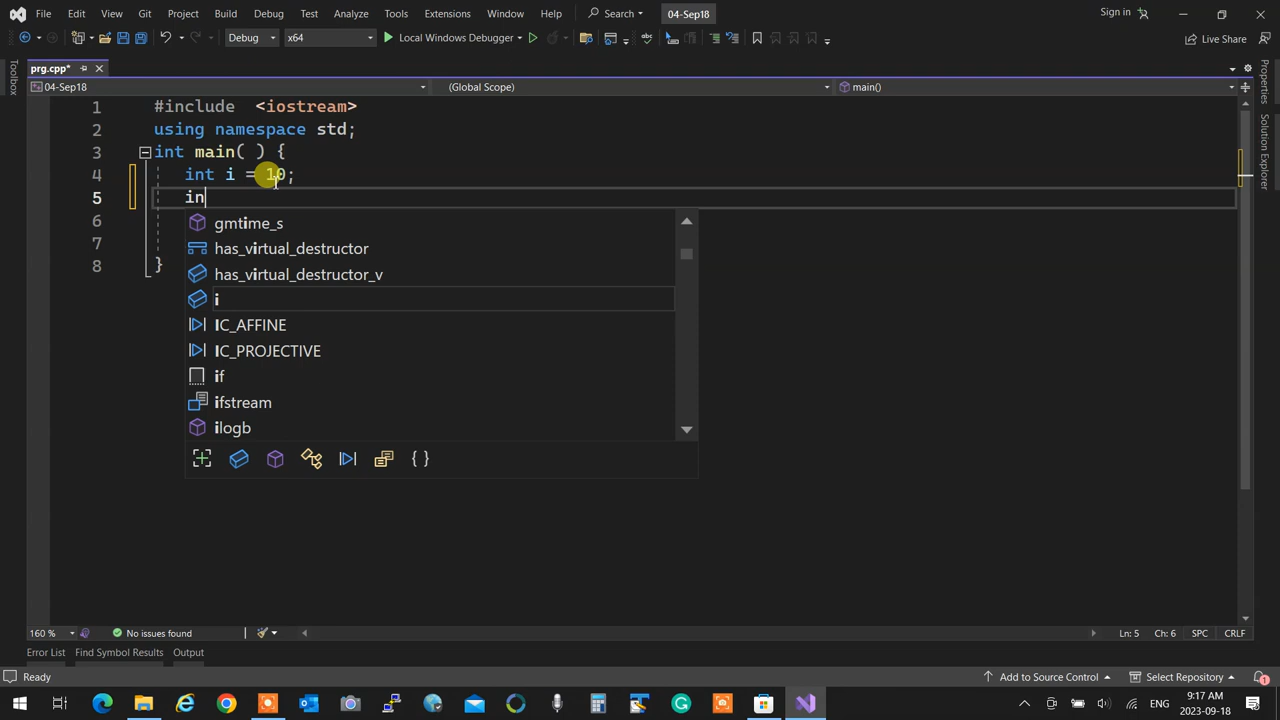 File Edit View Git Project Build Debug Test Analyze Tools Extensions Window Help Search 04-Sep18 Sign in
Debug x64 Local Windows Debugger Live Share
Toolbox
prg.cpp*
04-Sep18 (Global Scope) main()
1 #include <iostream>
2 using namespace std;
3 int main( ) {
4 int i = 10;
5 in
gmtime_s
6
has_virtual_destructor
7
8 }
has_virtual_destructor_v
i
IC_AFFINE
IC_PROJECTIVE
if
ifstream
ilogb
{ }
Properties
Solution Explorer
160 % No issues found Ln: 5 Ch: 6 SPC CRLF
Error List Find Symbol Results Output
Ready Add to Source Control Select Repository 1
ENG 9:17 AM
2023-09-18